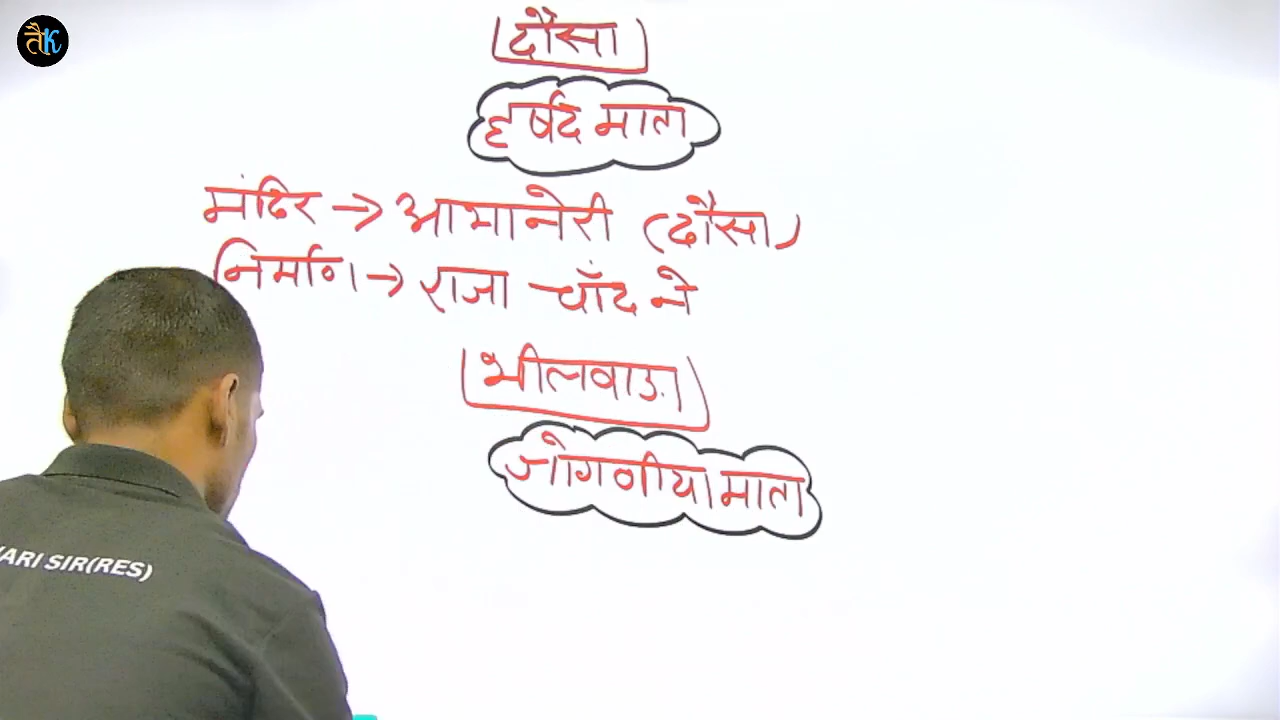 तैK
दौसा
हर्षद माता
मंदिर → आभानेरी (दौसा)
निर्माण → राजा चाँद ने
भीलवाड़ा
जोगणीया माता
ARI SIR(RES)